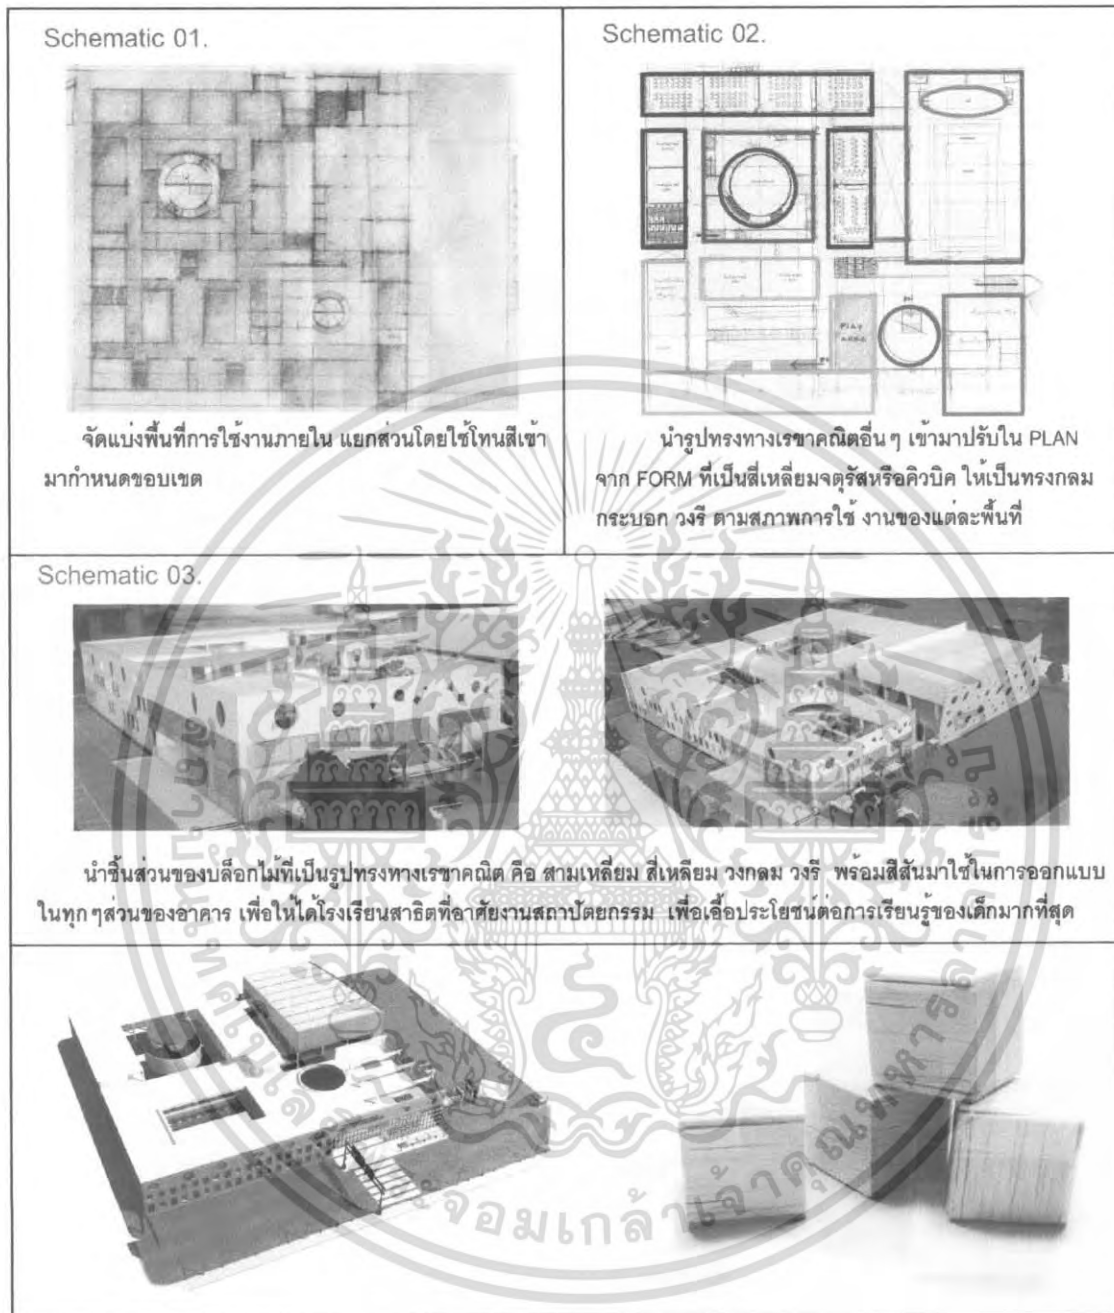 Schematic 01.
Schematic 02.
PLAY
AREA
จัดแบ่งพื้นที่การใช้งานภายใน แยกส่วนโดยใช้โทนสีเข้า
มากำหนดขอบเขต
นำรูปทรงทางเรขาคณิตอื่น ๆ เข้ามาปรับใน PLAN
จาก FORM ที่เป็นสี่เหลี่ยมจตุรัสหรือคิวบิค ให้เป็นทรงกลม
กระบอก วงรี ตามสภาพการใช้ งานของแต่ละพื้นที่
Schematic 03.
นำชิ้นส่วนของบล็อกไม้ที่เป็นรูปทรงทางเรขาคณิต คือ สามเหลี่ยม สี่เหลี่ยม วงกลม วงรี พร้อมสีสันมาใช้ในการออกแบบ
ในทุกๆส่วนของอาคาร เพื่อให้ได้โรงเรียนสาธิตที่อาศัยงานสถาปัตยกรรม เพื่อเอื้อประโยชน์ต่อการเรียนรู้ของเด็กมากที่สุด